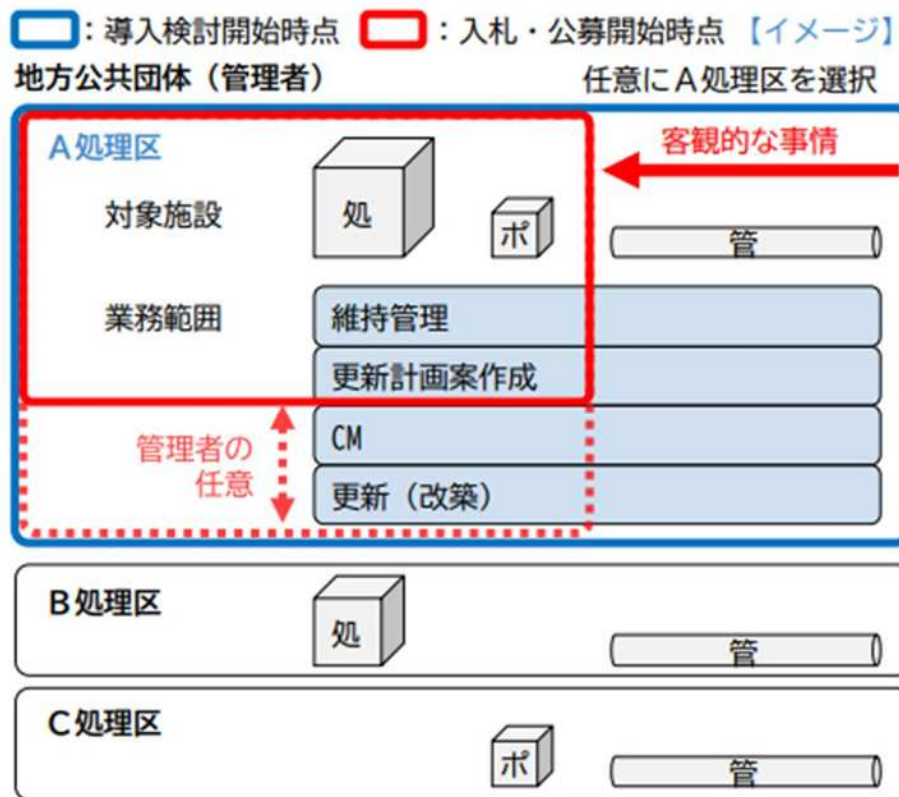 ：導入検討開始時点 ：入札・公募開始時点 【イメージ】
地方公共団体（管理者） 任意にＡ処理区を選択
Ａ処理区
客観的な事情
対象施設
処
ポ
管
業務範囲
維持管理
更新計画案作成
管理者の
任意
CM
更新（改築）
Ｂ処理区
処
管
Ｃ処理区
ポ
管